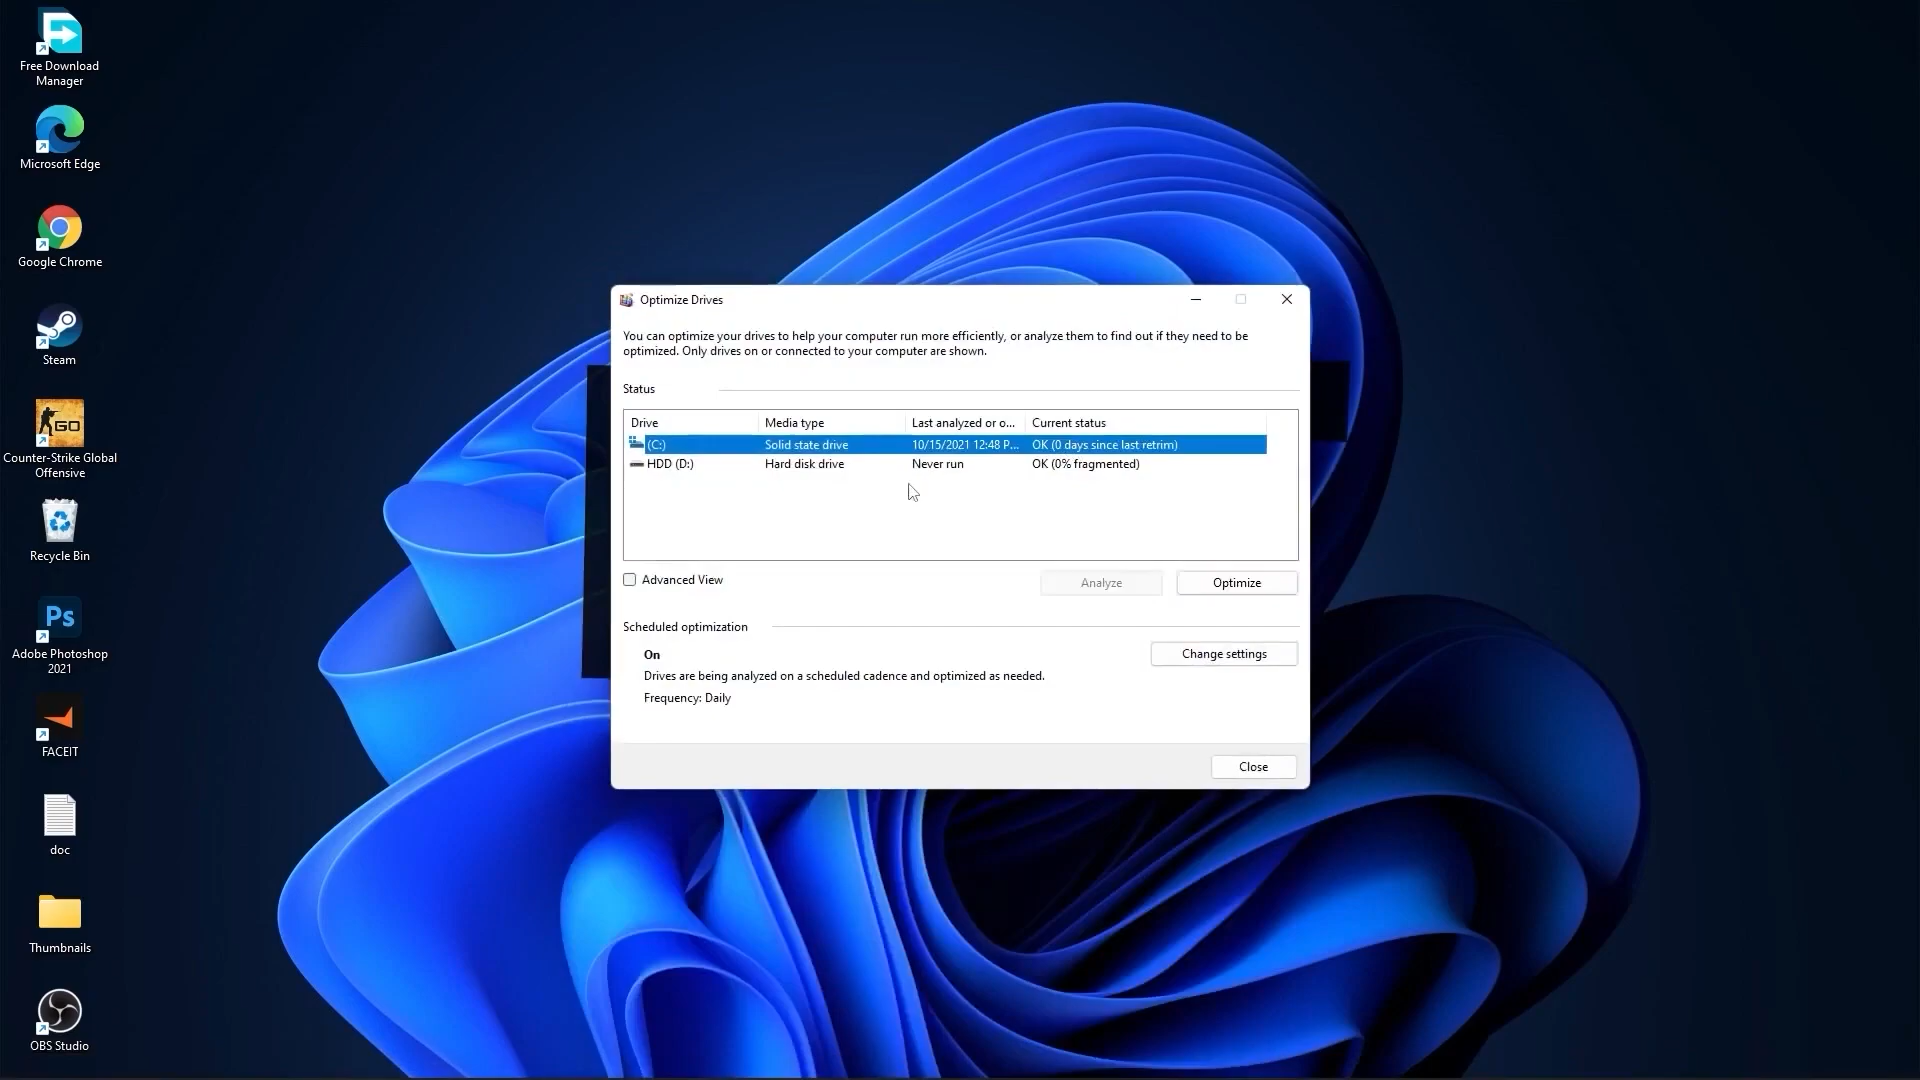 Free Download
Manager
Microsoft Edge
Google Chrome
Steam
GO
Counter-Strike Global
Offensive
Recycle Bin
Ps
Adobe Photoshop
2021
FACEIT
doc
Thumbnails
OBS Studio
Optimize Drives
You can optimize your drives to help your computer run more efficiently, or analyze them to find out if they need to be
optimized. Only drives on or connected to your computer are shown.
Status
Drive Media type Last analyzed or o... Current status
(C:) Solid state drive 10/15/2021 12:48 P... OK (0 days since last retrim)
HDD (D:) Hard disk drive Never run OK (0% fragmented)
Advanced View Analyze Optimize
Scheduled optimization
On Change settings
Drives are being analyzed on a scheduled cadence and optimized as needed.
Frequency: Daily
Close